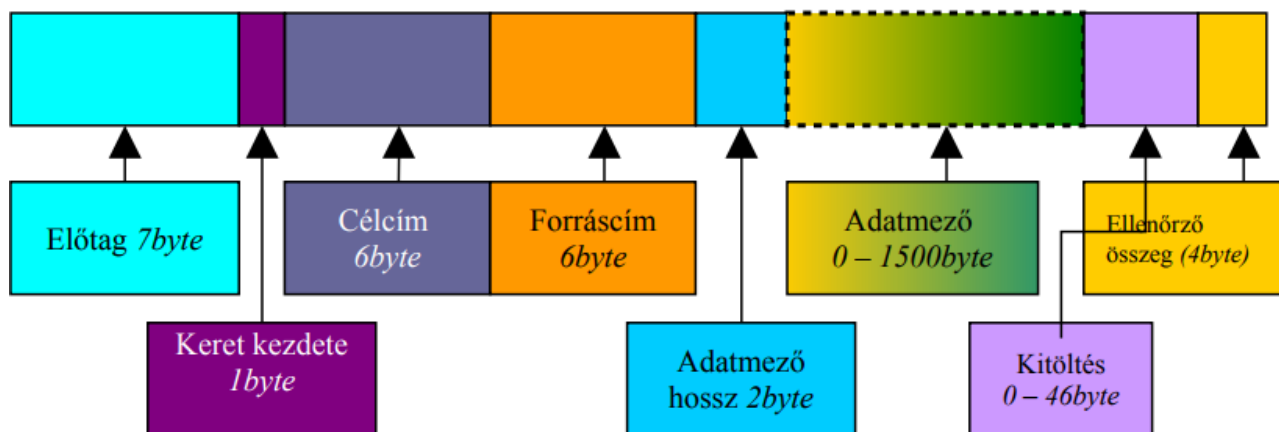 Előtag 7byte
Célcím
6byte
Forráscím
6byte
Adatmező
0 – 1500byte
Ellenőrző
összeg (4byte)
Keret kezdete
1byte
Adatmező
hossz 2byte
Kitöltés
0 – 46byte